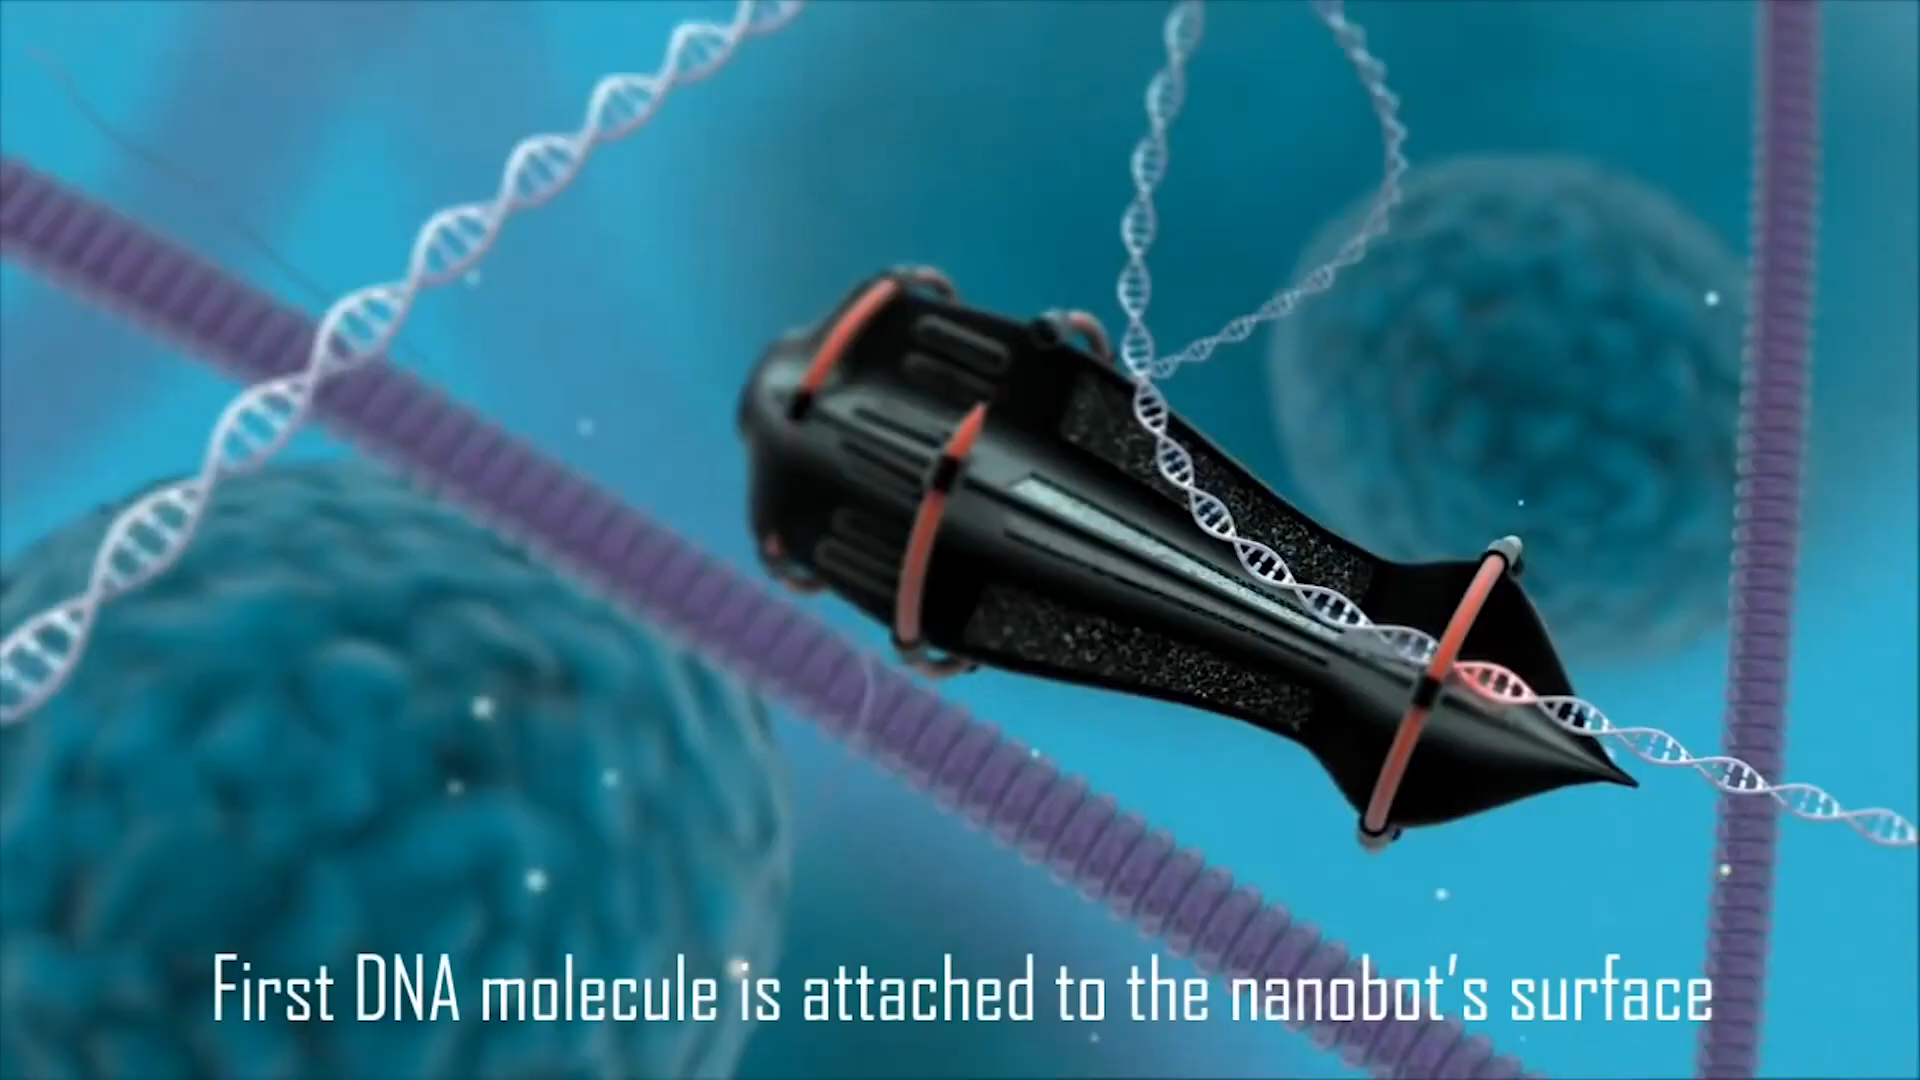 First DNA molecule is attached to the nanobot’s surface